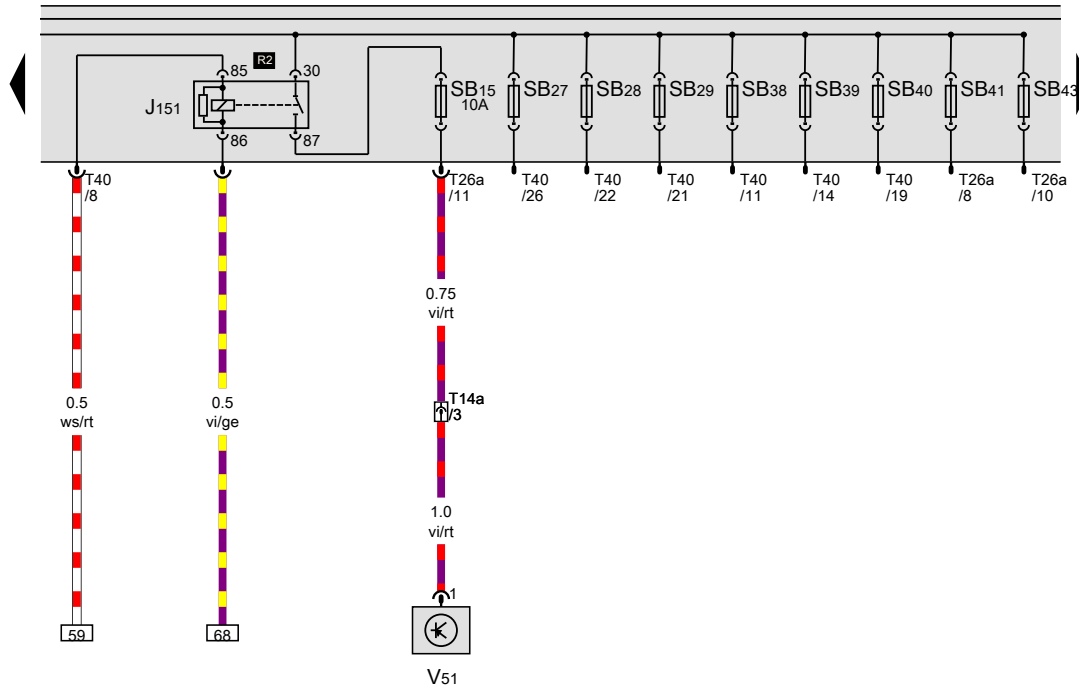 R2
85
30
J151
86
87
SB15
10A
SB27
SB28
SB29
SB38
SB39
SB40
SB41
SB43
T40
/8
T26a
/11
T40
/26
T40
/22
T40
/21
T40
/11
T40
/14
T40
/19
T26a
/8
T26a
/10
0.75
vi/rt
0.5
ws/rt
0.5
vi/ge
T14a
/3
1.0
vi/rt
1
59
68
V51